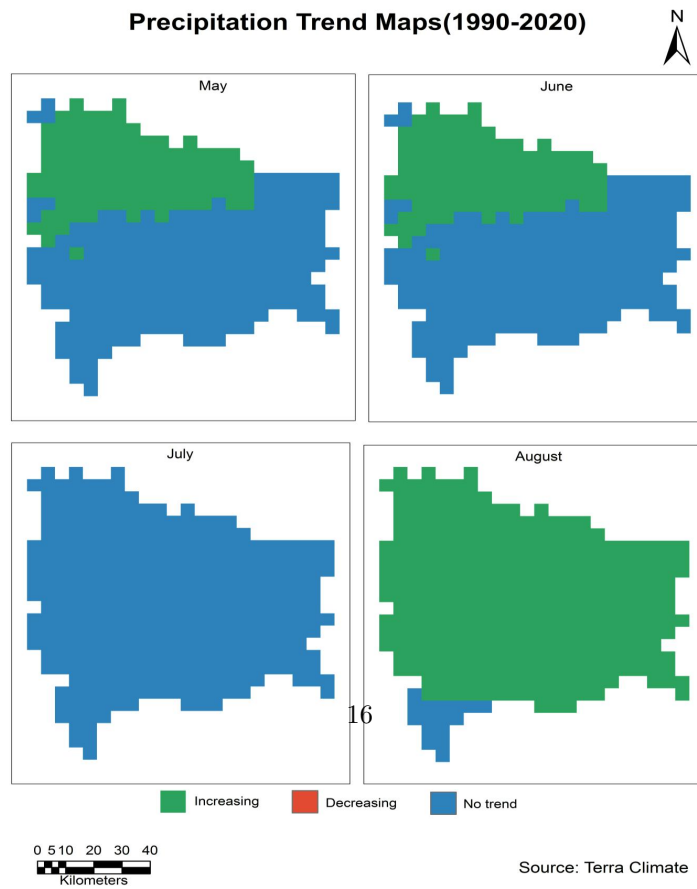 Precipitation Trend Maps(1990-2020)
N
May
June
July
August
16
Increasing
Decreasing
No trend
0 5 10 20 30 40
Kilometers
Source: Terra Climate